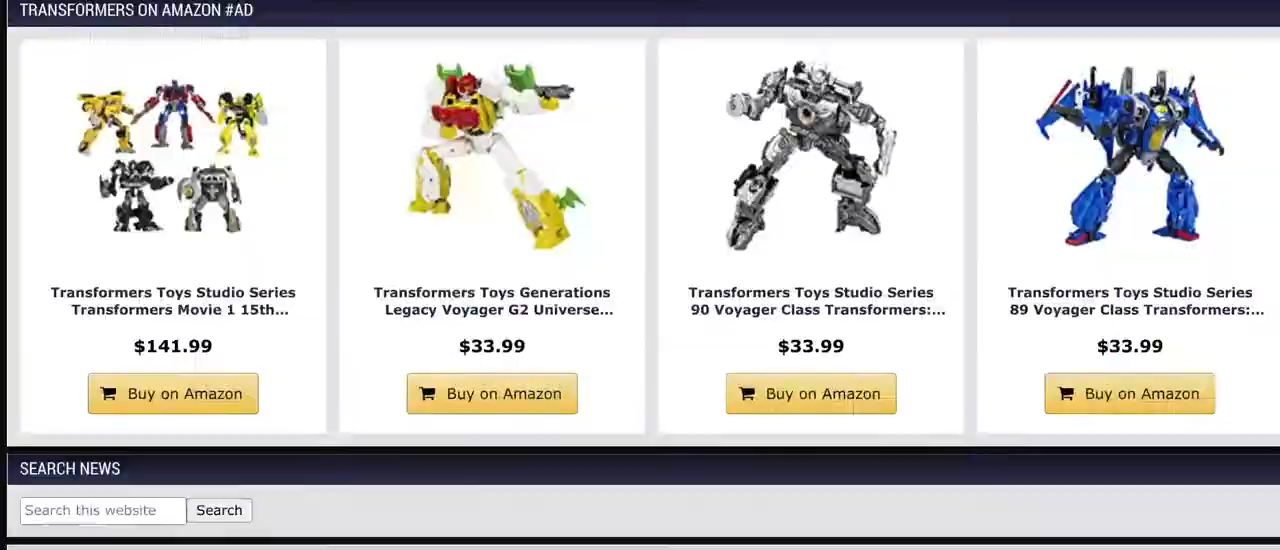 TRANSFORMERS ON AMAZON #AD
Transformers Toys Studio Series
Transformers Movie 1 15th...
$141.99
Buy on Amazon
Transformers Toys Generations
Legacy Voyager G2 Universe...
$33.99
Buy on Amazon
Transformers Toys Studio Series
90 Voyager Class Transformers:...
$33.99
Buy on Amazon
Transformers Toys Studio Series
89 Voyager Class Transformers:...
$33.99
Buy on Amazon
SEARCH NEWS
Search this website
Search